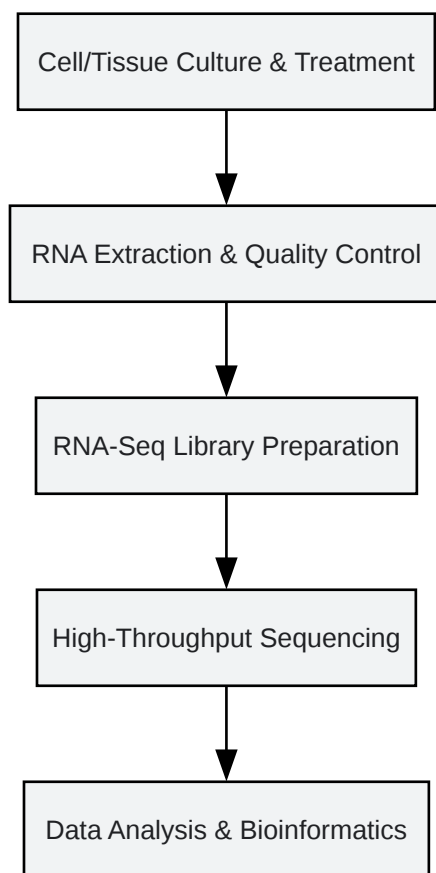 Cell/Tissue Culture & Treatment
RNA Extraction & Quality Control
RNA-Seq Library Preparation
High-Throughput Sequencing
Data Analysis & Bioinformatics